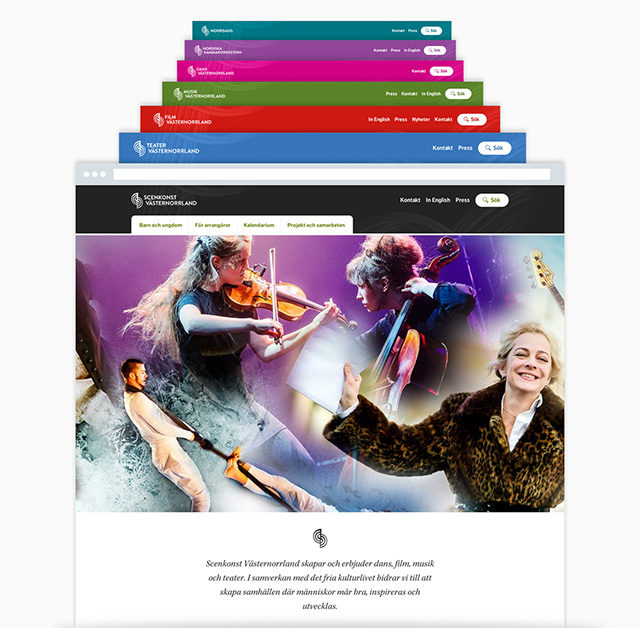 NORRDANS
Kontakt Press Sök
NORDISKA
KAMMARORKESTERN
Kontakt Press In English Sök
DANS
VÄSTERNORRLAND
Kontakt Sök
MUSIK
VÄSTERNORRLAND
Press Kontakt In English Sök
FILM
VÄSTERNORRLAND
In English Press Nyheter Kontakt Sök
TEATER
VÄSTERNORRLAND
Kontakt Press Sök
SCENKONST
VÄSTERNORRLAND
Kontakt In English Press Sök
Barn och ungdom För arrangörer Kalendarium Projekt och samarbeten
Scenkonst Västernorrland skapar och erbjuder dans, film, musik
och teater. I samverkan med det fria kulturlivet bidrar vi till att
skapa samhällen där människor mår bra, inspireras och
utvecklas.